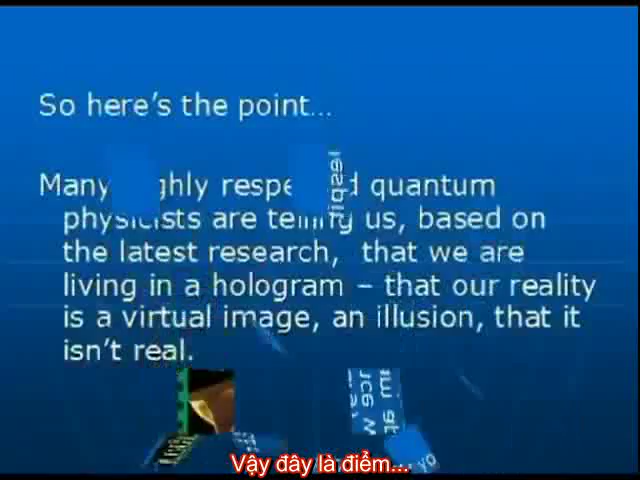 So here's the point...
Many respe quantum
physicists are telling us, based on
the latest research, that we are
living in a hologram – that our reality
is a virtual image, an illusion, that it
isn't real.
Vậy đây là điểm...